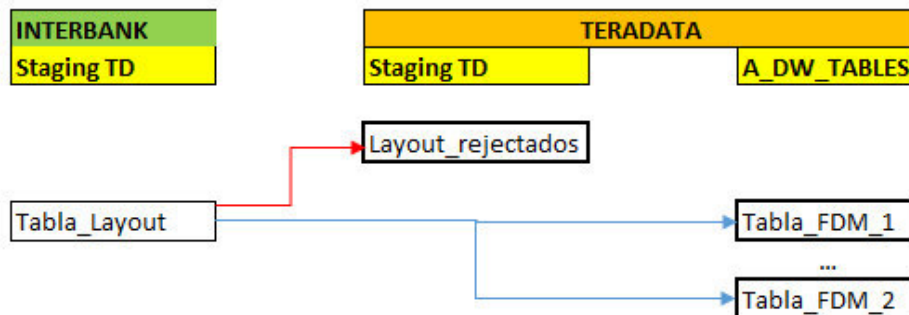 INTERBANK
TERADATA
Staging TD
Staging TD
A_DW_TABLES
Layout_rejectados
Tabla_Layout
Tabla_FDM_1
...
Tabla_FDM_2